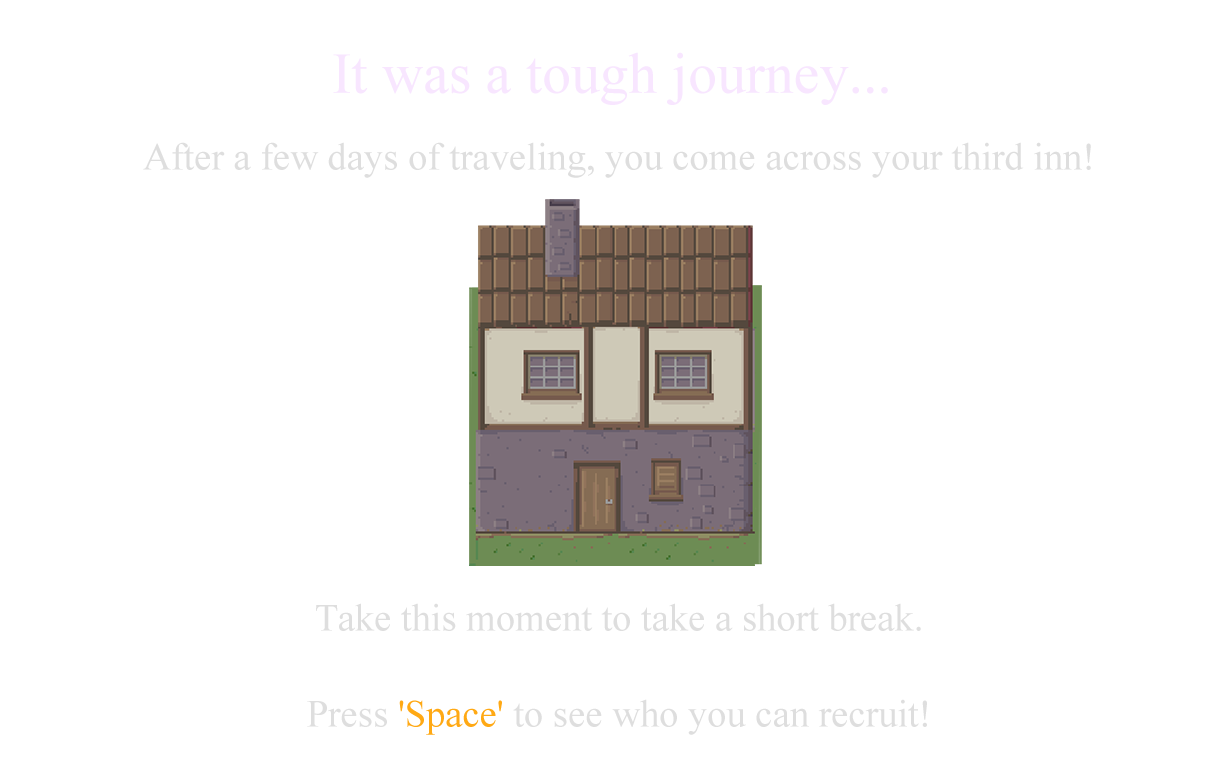 It was a tough journey...
After a few days of traveling, you come across your third inn!
Take this moment to take a short break.
Press 'Space' to see who you can recruit!